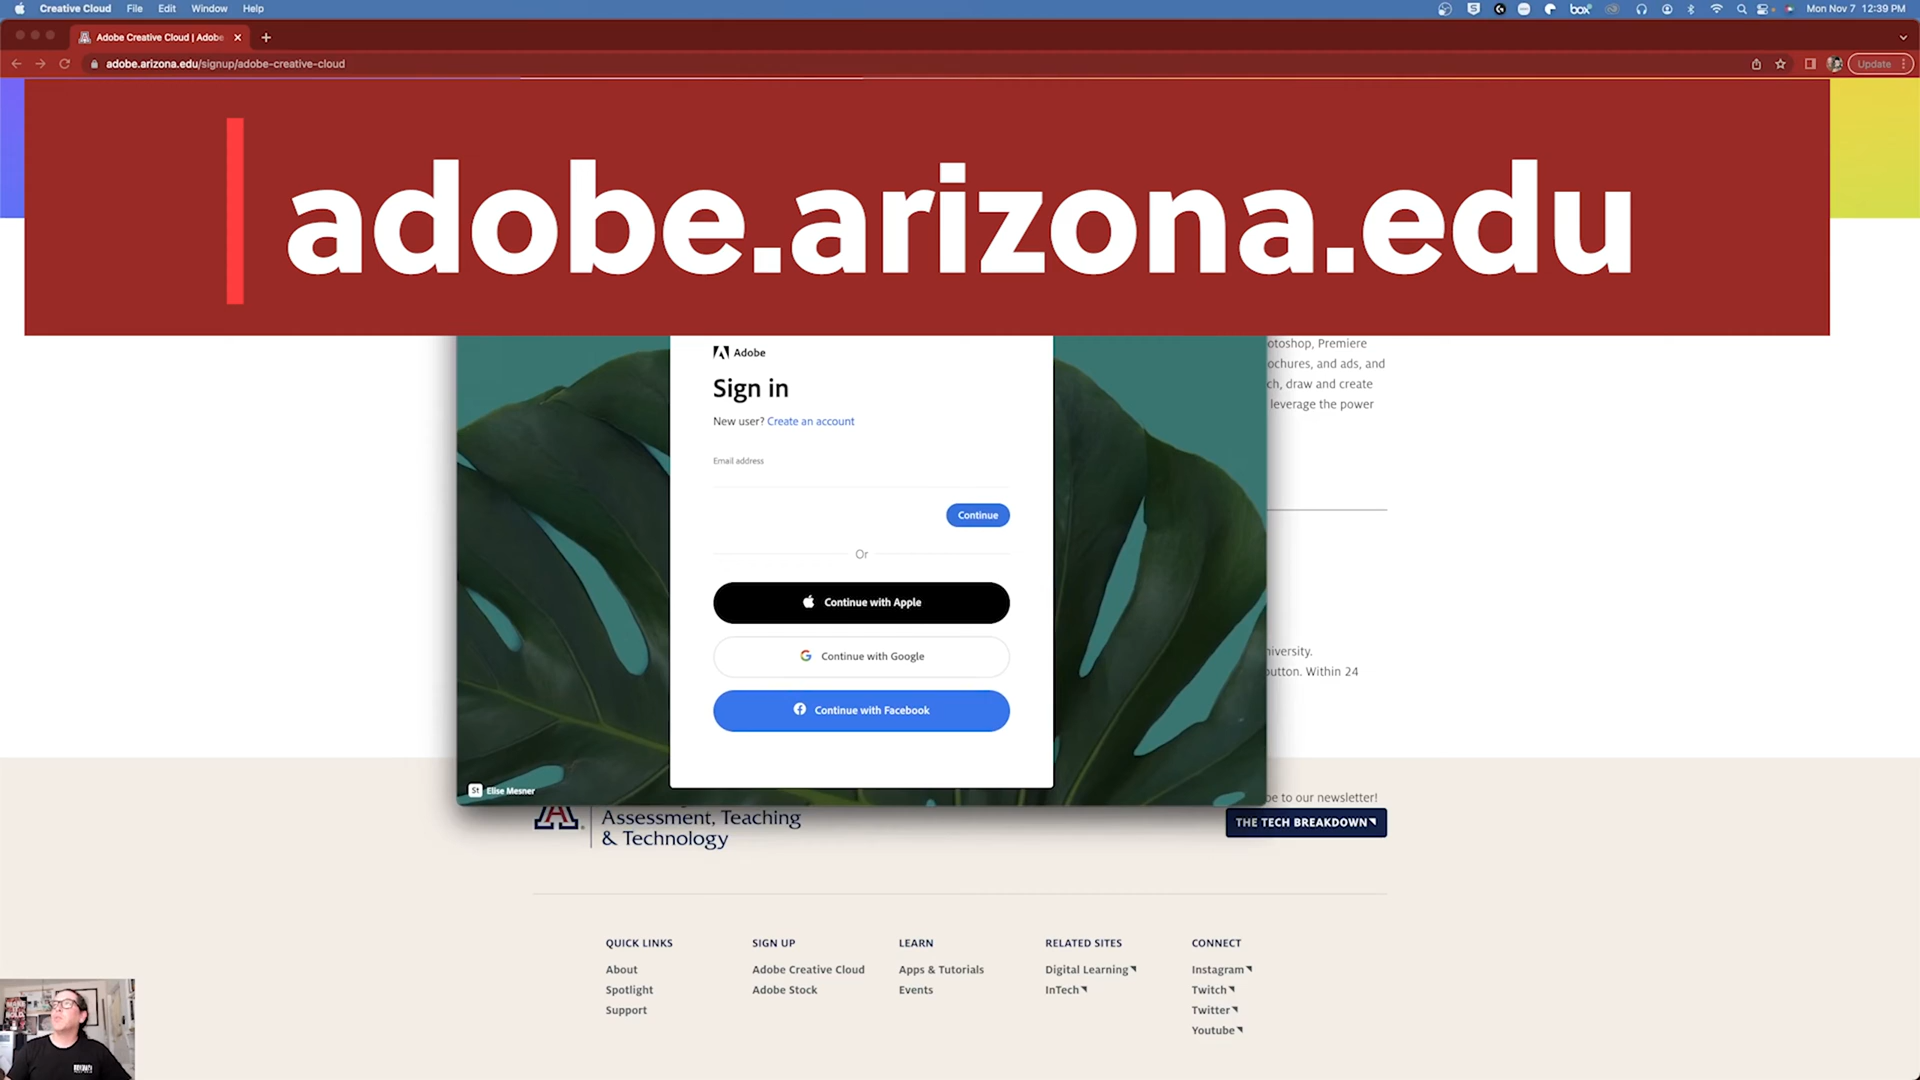 Creative Cloud File Edit Window Help
box
Mon Nov 7 12:39 PM
Adobe Creative Cloud | Adobe
adobe.arizona.edu/signup/adobe-creative-cloud
Update
adobe.arizona.edu
Adobe
Sign in
New user? Create an account
Email address
Continue
Or
Continue with Apple
Continue with Google
Continue with Facebook
St Elise Mesner
otoshop, Premiere
ochures, and ads, and
ch, draw and create
leverage the power
niversity.
button. Within 24
Assessment, Teaching
& Technology
be to our newsletter!
THE TECH BREAKDOWN
QUICK LINKS
About
Spotlight
Support
SIGN UP
Adobe Creative Cloud
Adobe Stock
LEARN
Apps & Tutorials
Events
RELATED SITES
Digital Learning
InTech
CONNECT
Instagram
Twitch
Twitter
Youtube